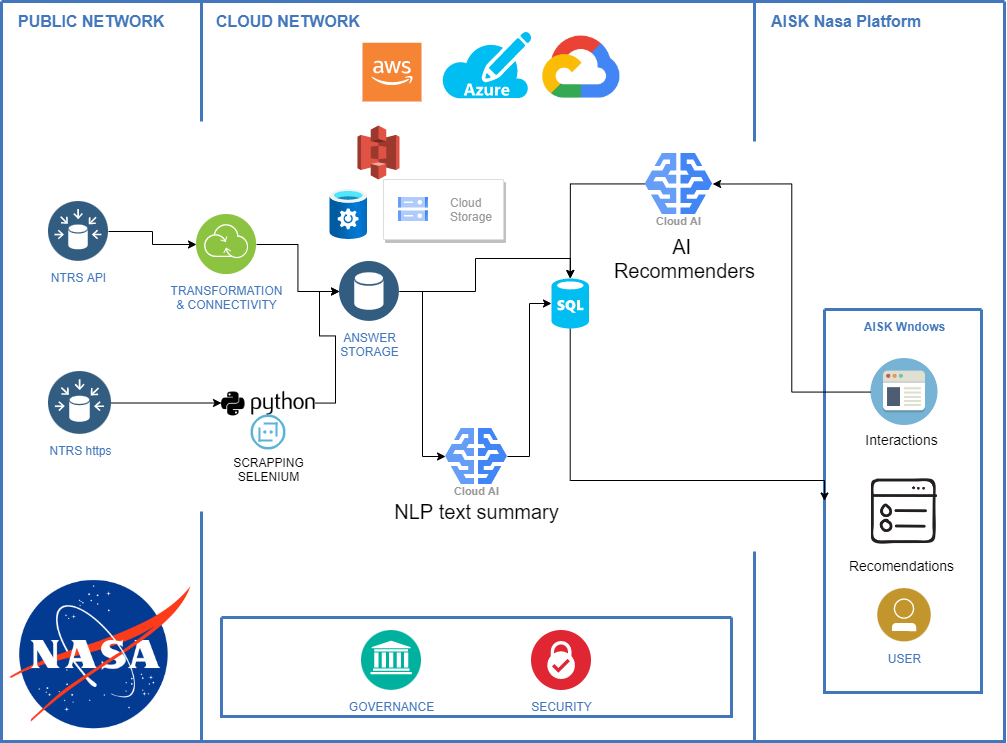 PUBLIC NETWORK
CLOUD NETWORK
AISK Nasa Platform
aws
Azure
Cloud
Storage
Cloud AI
AI
Recommenders
NTRS API
TRANSFORMATION
& CONNECTIVITY
SQL
ANSWER
STORAGE
AISK Wndows
Interactions
NTRS https
python
SCRAPPING
SELENIUM
Cloud AI
NLP text summary
Recomendations
USER
NASA
GOVERNANCE
SECURITY